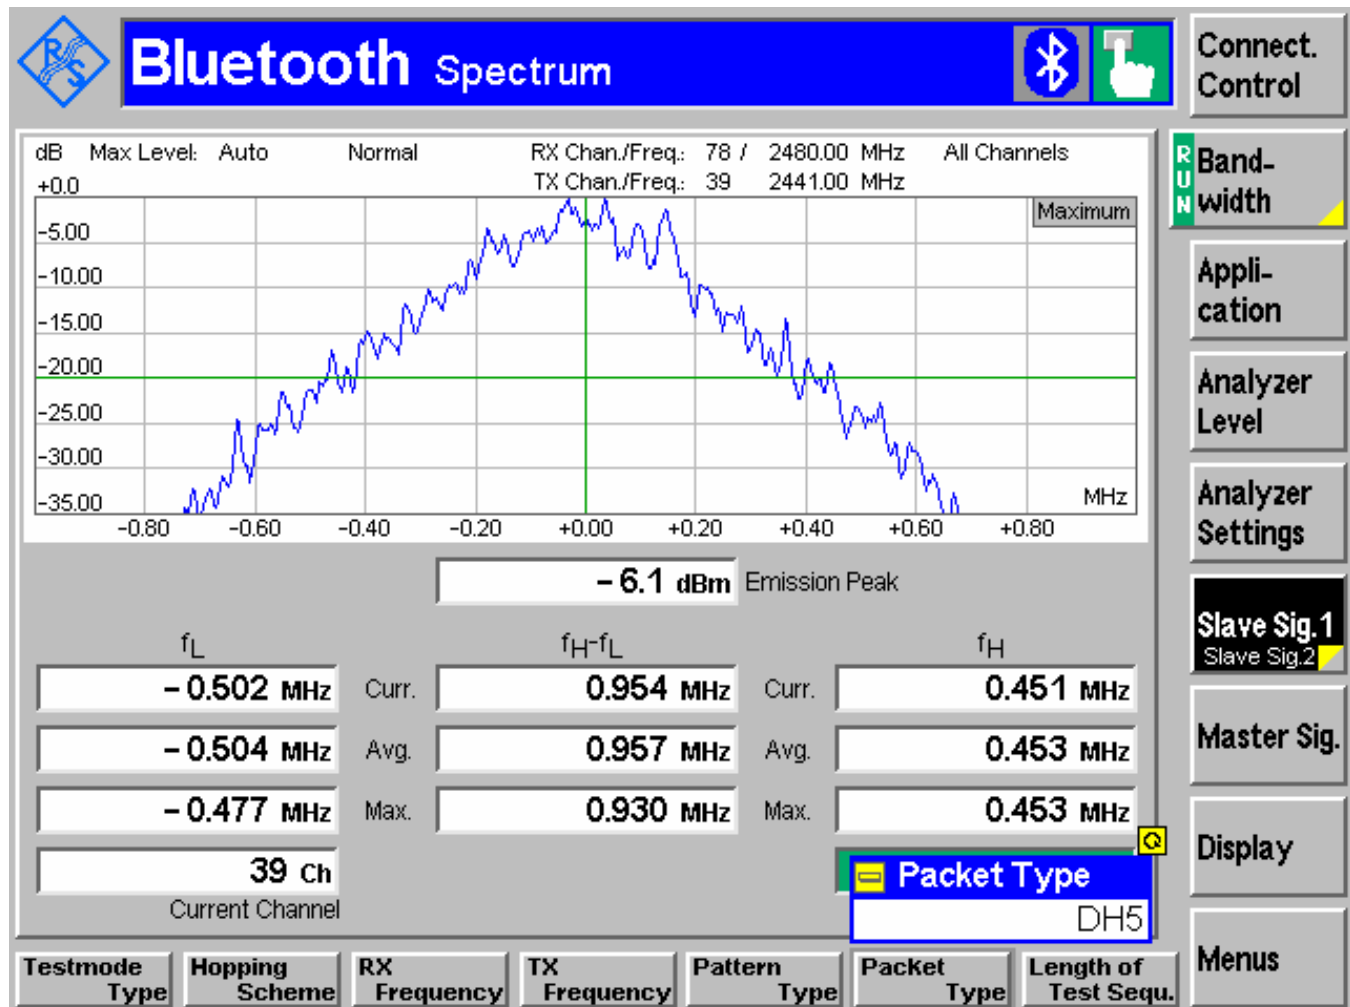 R&S
Bluetooth Spectrum
Connect.
Control
dB Max Level: Auto Normal RX Chan./Freq.: 78 / 2480.00 MHz All Channels
+0.0 TX Chan./Freq.: 39 2441.00 MHz
Maximum
-5.00
-10.00
-15.00
-20.00
-25.00
-30.00
-35.00
MHz
-0.80 -0.60 -0.40 -0.20 +0.00 +0.20 +0.40 +0.60 +0.80
RUN
Band-
width
Appli-
cation
Analyzer
Level
Analyzer
Settings
Slave Sig.1
Slave Sig.2
Master Sig.
Display
Menus
-6.1 dBm Emission Peak
fL fH-fL fH
-0.502 MHz Curr. 0.954 MHz Curr. 0.451 MHz
-0.504 MHz Avg. 0.957 MHz Avg. 0.453 MHz
-0.477 MHz Max. 0.930 MHz Max. 0.453 MHz
39 Ch
Current Channel
Packet Type
DH5
Testmode
Type
Hopping
Scheme
RX
Frequency
TX
Frequency
Pattern
Type
Packet
Type
Length of
Test Sequ.